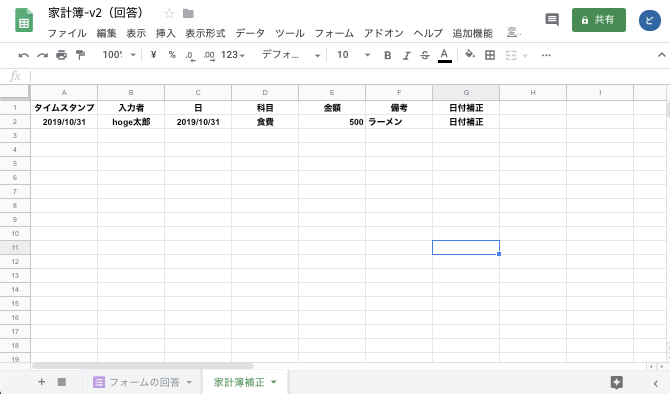 家計簿-v2（回答）
共有
ど
ファイル 編集 表示 挿入 表示形式 データ ツール フォーム アドオン ヘルプ 追加機能 変..
100% ¥ % .0 .00 123 デフォ... 10 B I S A ...
fx
A B C D E F G H I
1 タイムスタンプ 入力者 日 科目 金額 備考 日付補正
2 2019/10/31 hoge太郎 2019/10/31 食費 500 ラーメン 日付補正
3
4
5
6
7
8
9
10
11
12
13
14
15
16
17
18
19
フォームの回答 家計簿補正